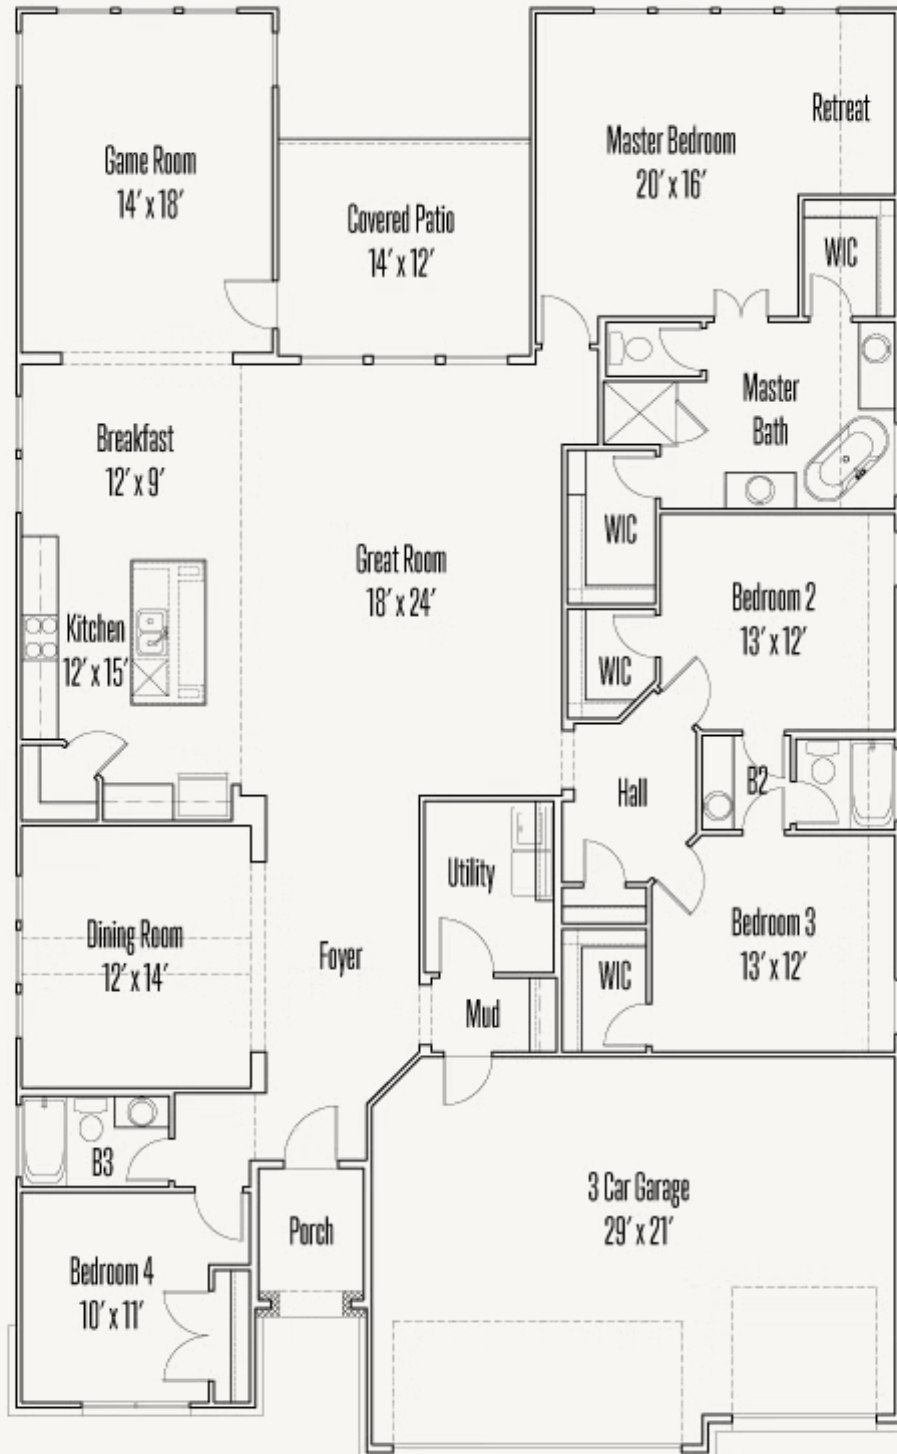 Game Room
14' x 18'
Covered Patio
14' x 12'
Master Bedroom
20' x 16'
Retreat
WIC
Master
Bath
Breakfast
12' x 9'
Great Room
18' x 24'
WIC
Kitchen
12' x 15'
Bedroom 2
13' x 12'
WIC
Hall
B2
Utility
Dining Room
12' x 14'
Foyer
Bedroom 3
13' x 12'
WIC
Mud
B3
3 Car Garage
29' x 21'
Porch
Bedroom 4
10' x 11'